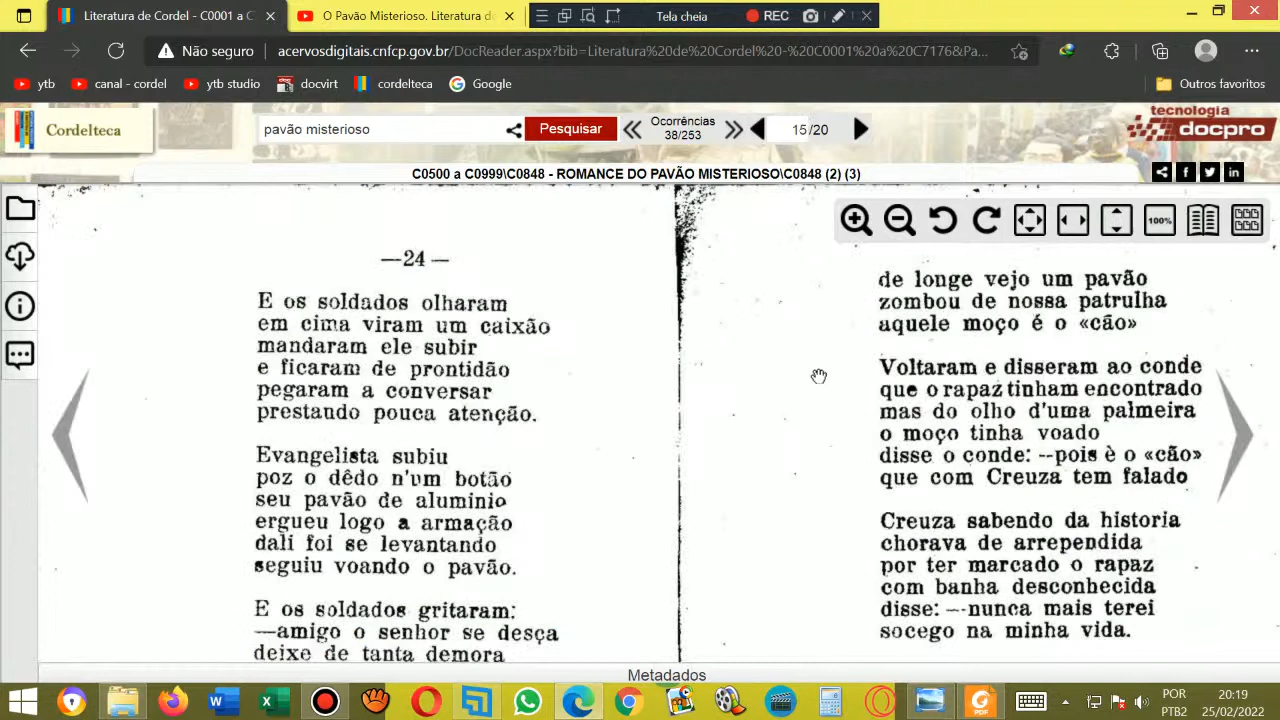 Literatura de Cordel - C0001 a C
O Pavão Misterioso. Literatura de
Tela cheia
REC
Não seguro
acervosdigitais.cnfcp.gov.br/DocReader.aspx?bib=Literatura%20de%20Cordel%20-%20C0001%20a%20C7176&Pa...
ytb
canal - cordel
ytb studio
docvirt
cordelteca
Google
Outros favoritos
Cordelteca
pavão misterioso
Pesquisar
Ocorrências
38/253
15/20
tecnologia
docpro
C0500 a C0999\C0848 - ROMANCE DO PAVÃO MISTERIOSO\C0848 (2) (3)
100%
—24—
E os soldados olharam
em cima viram um caixão
mandaram ele subir
e ficaram de prontidão
pegaram a conversar
prestando pouca atenção.
Evangelista subiu
poz o dêdo n'um botão
seu pavão de aluminio
ergueu logo a armação
dali foi se levantando
seguiu voando o pavão.
E os soldados gritaram:
—amigo o senhor se desça
deixe de tanta demora
de longe vejo um pavão
zombou de nossa patrulha
aquele moço é o «cão»
Voltaram e disseram ao conde
que o rapaz tinham encontrado
mas do olho d'uma palmeira
o moço tinha voado
disse o conde: --pois è o «cão»
que com Creuza tem falado
Creuza sabendo da historia
chorava de arrependida
por ter marcado o rapaz
com banha desconhecida
disse: —nunca mais terei
socego na minha vida.
Metadados
POR
PTB2
20:19
25/02/2022